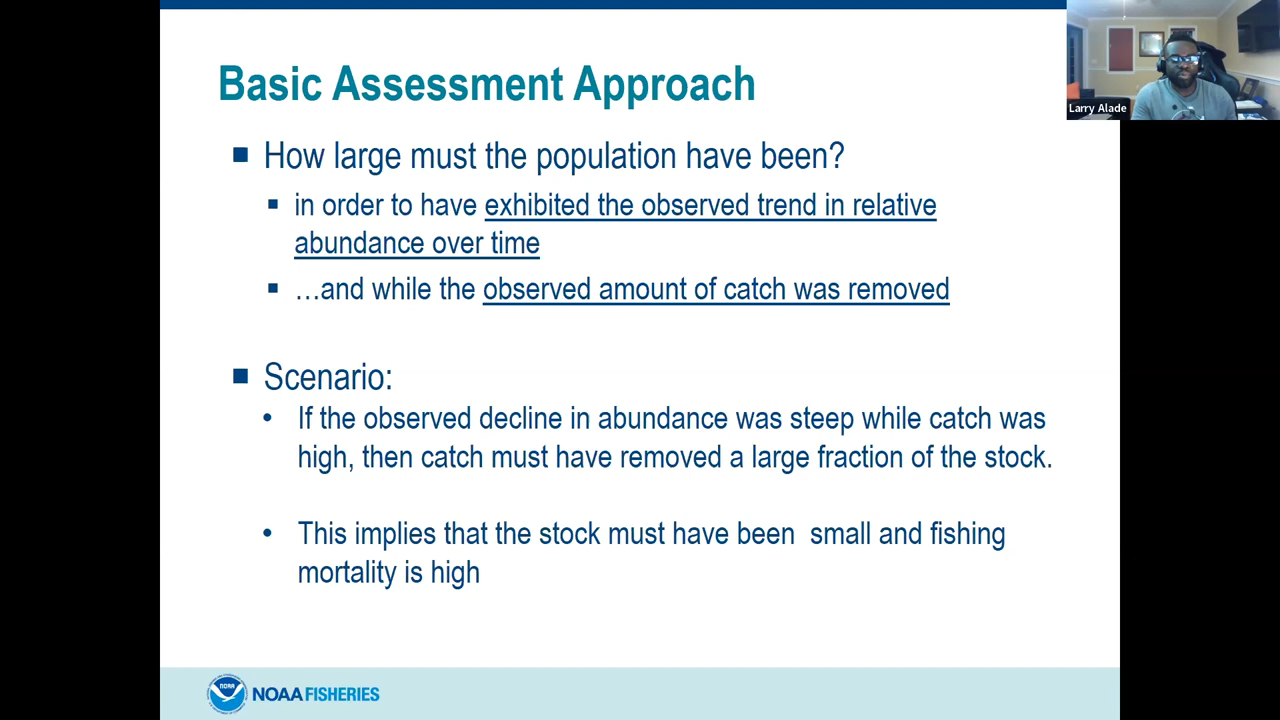 Basic Assessment Approach
How large must the population have been?
in order to have exhibited the observed trend in relative
abundance over time
…and while the observed amount of catch was removed
Scenario:
If the observed decline in abundance was steep while catch was
high, then catch must have removed a large fraction of the stock.
This implies that the stock must have been small and fishing
mortality is high
NOAA FISHERIES
NOAA
Larry Alade